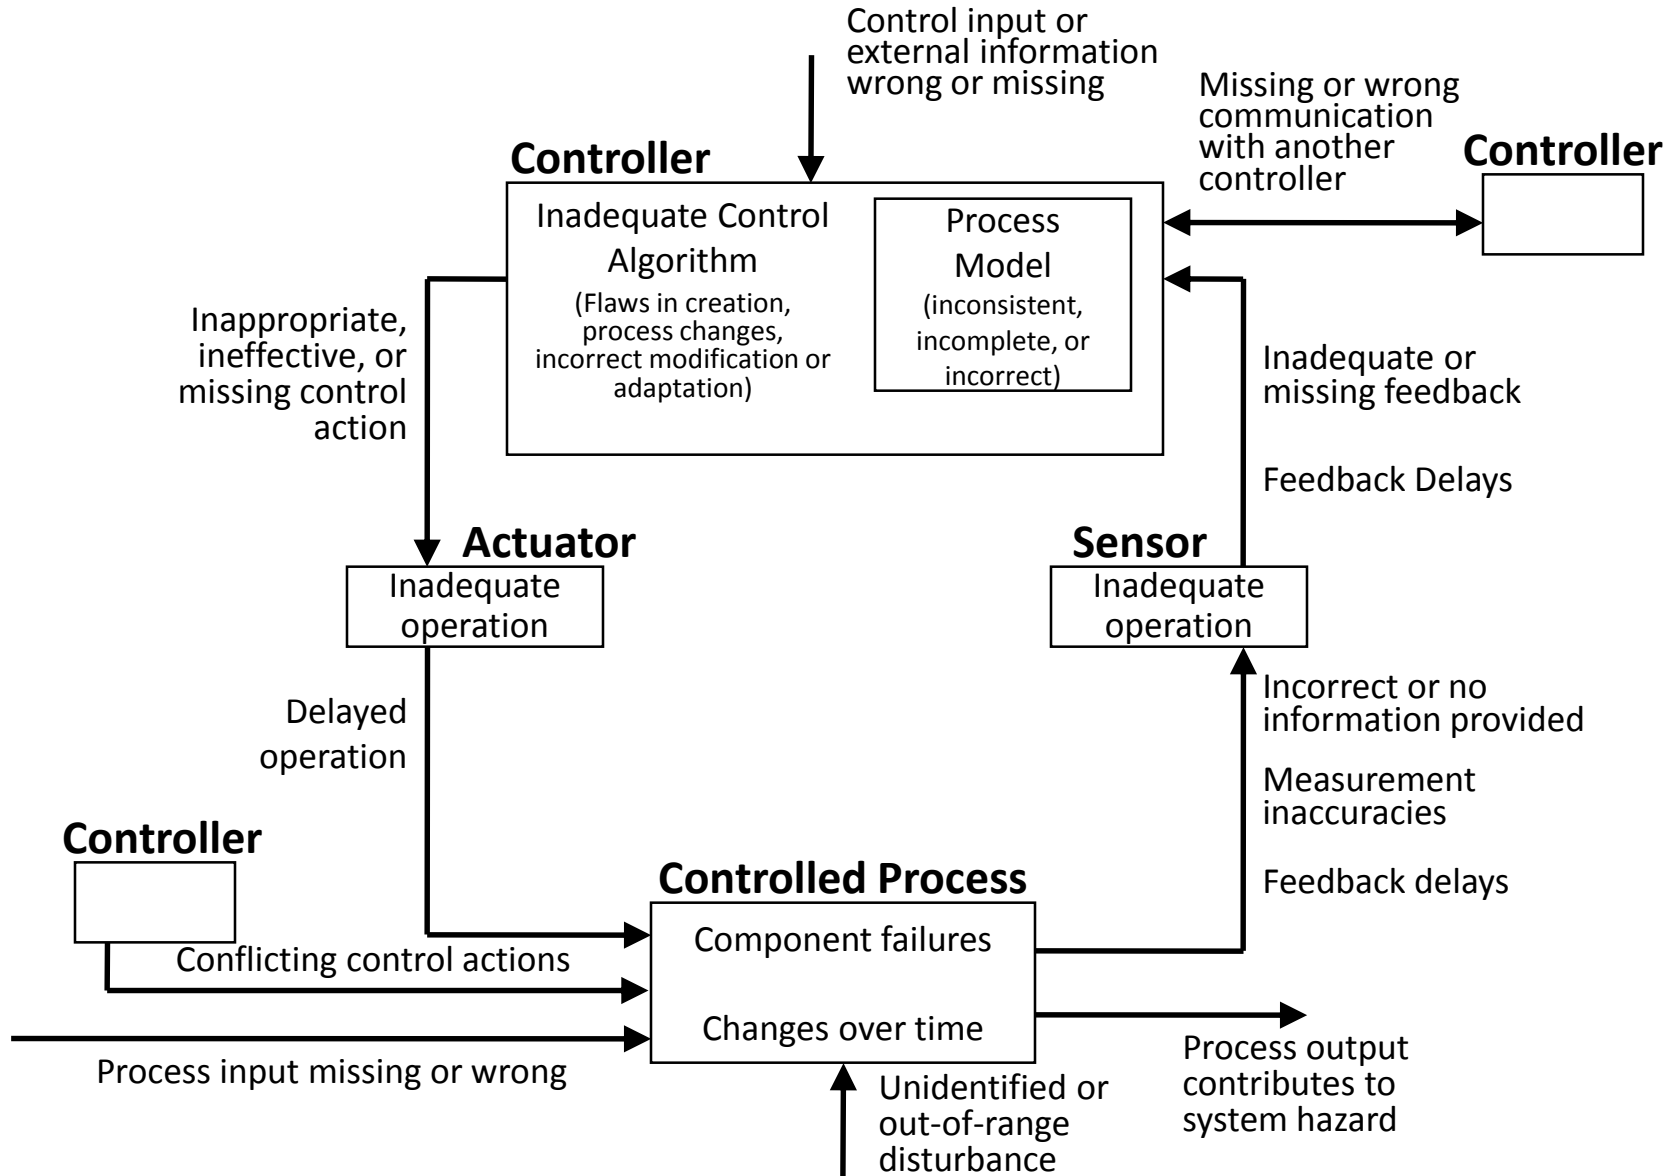 Control input or
external information
wrong or missing
Missing or wrong
communication
with another
controller
Controller
Controller
Inadequate Control
Algorithm
(Flaws in creation,
process changes,
incorrect modification or
adaptation)
Process
Model
(inconsistent,
incomplete, or
incorrect)
Inappropriate,
ineffective, or
missing control
action
Inadequate or
missing feedback
Feedback Delays
Actuator
Inadequate
operation
Sensor
Inadequate
operation
Delayed
operation
Incorrect or no
information provided
Measurement
inaccuracies
Feedback delays
Controller
Conflicting control actions
Process input missing or wrong
Controlled Process
Component failures
Changes over time
Unidentified or
out-of-range
disturbance
Process output
contributes to
system hazard